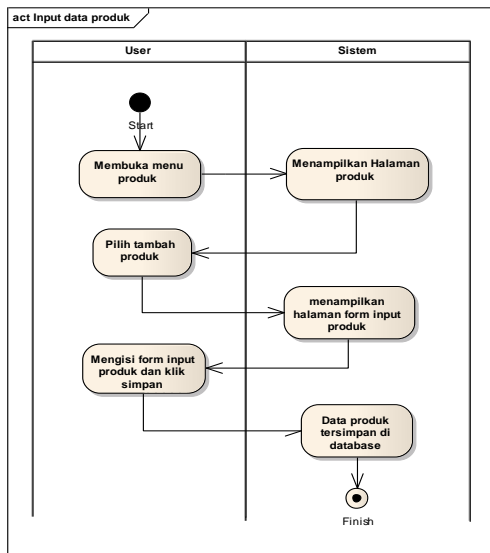 act Input data produk
User
Sistem
Start
Membuka menu
produk
Menampilkan Halaman
produk
Pilih tambah
produk
menampilkan
halaman form input
produk
Mengisi form input
produk dan klik
simpan
Data produk
tersimpan di
database
Finish